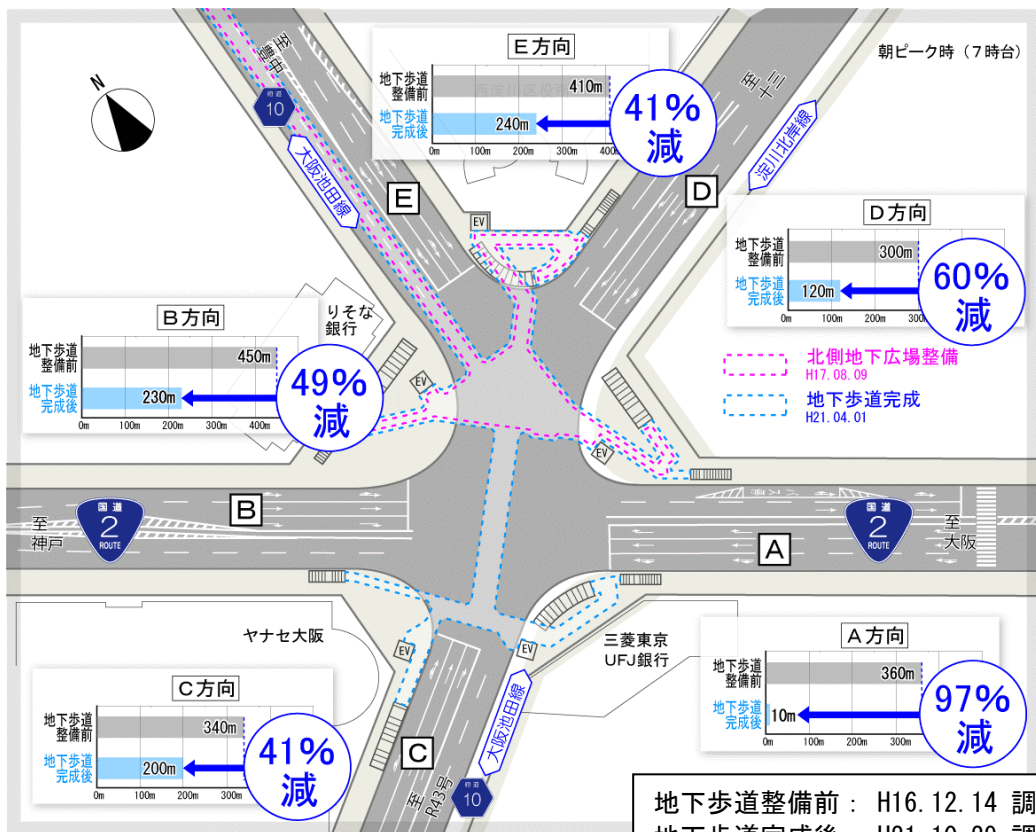 朝ピーク時（７時台）
N
至豊中
府道
10
大阪池田線
E方向
地下歩道
整備前
410m
地下歩道
完成後
240m
0m 100m 200m 300m 400m
41%
減
至十三
淀川北岸線
E
D
EV
D方向
地下歩道
整備前
300m
地下歩道
完成後
120m
0m 100m 200m 300m
60%
減
B方向
地下歩道
整備前
450m
地下歩道
完成後
230m
0m 100m 200m 300m 400m
49%
減
りそな
銀行
EV
北側地下広場整備
H17.08.09
地下歩道完成
H21.04.01
EV
B
至
神戸
国道
2
ROUTE
A
国道
2
ROUTE
至
大阪
ヤナセ大阪
EV
EV
三菱東京
UFJ銀行
大阪池田線
C
至R43号
府道
10
C方向
地下歩道
整備前
340m
地下歩道
完成後
200m
0m 100m 200m 300m 400m
41%
減
A方向
地下歩道
整備前
360m
地下歩道
完成後
10m
0m 100m 200m 300m
97%
減
地下歩道整備前： H16.12.14 調